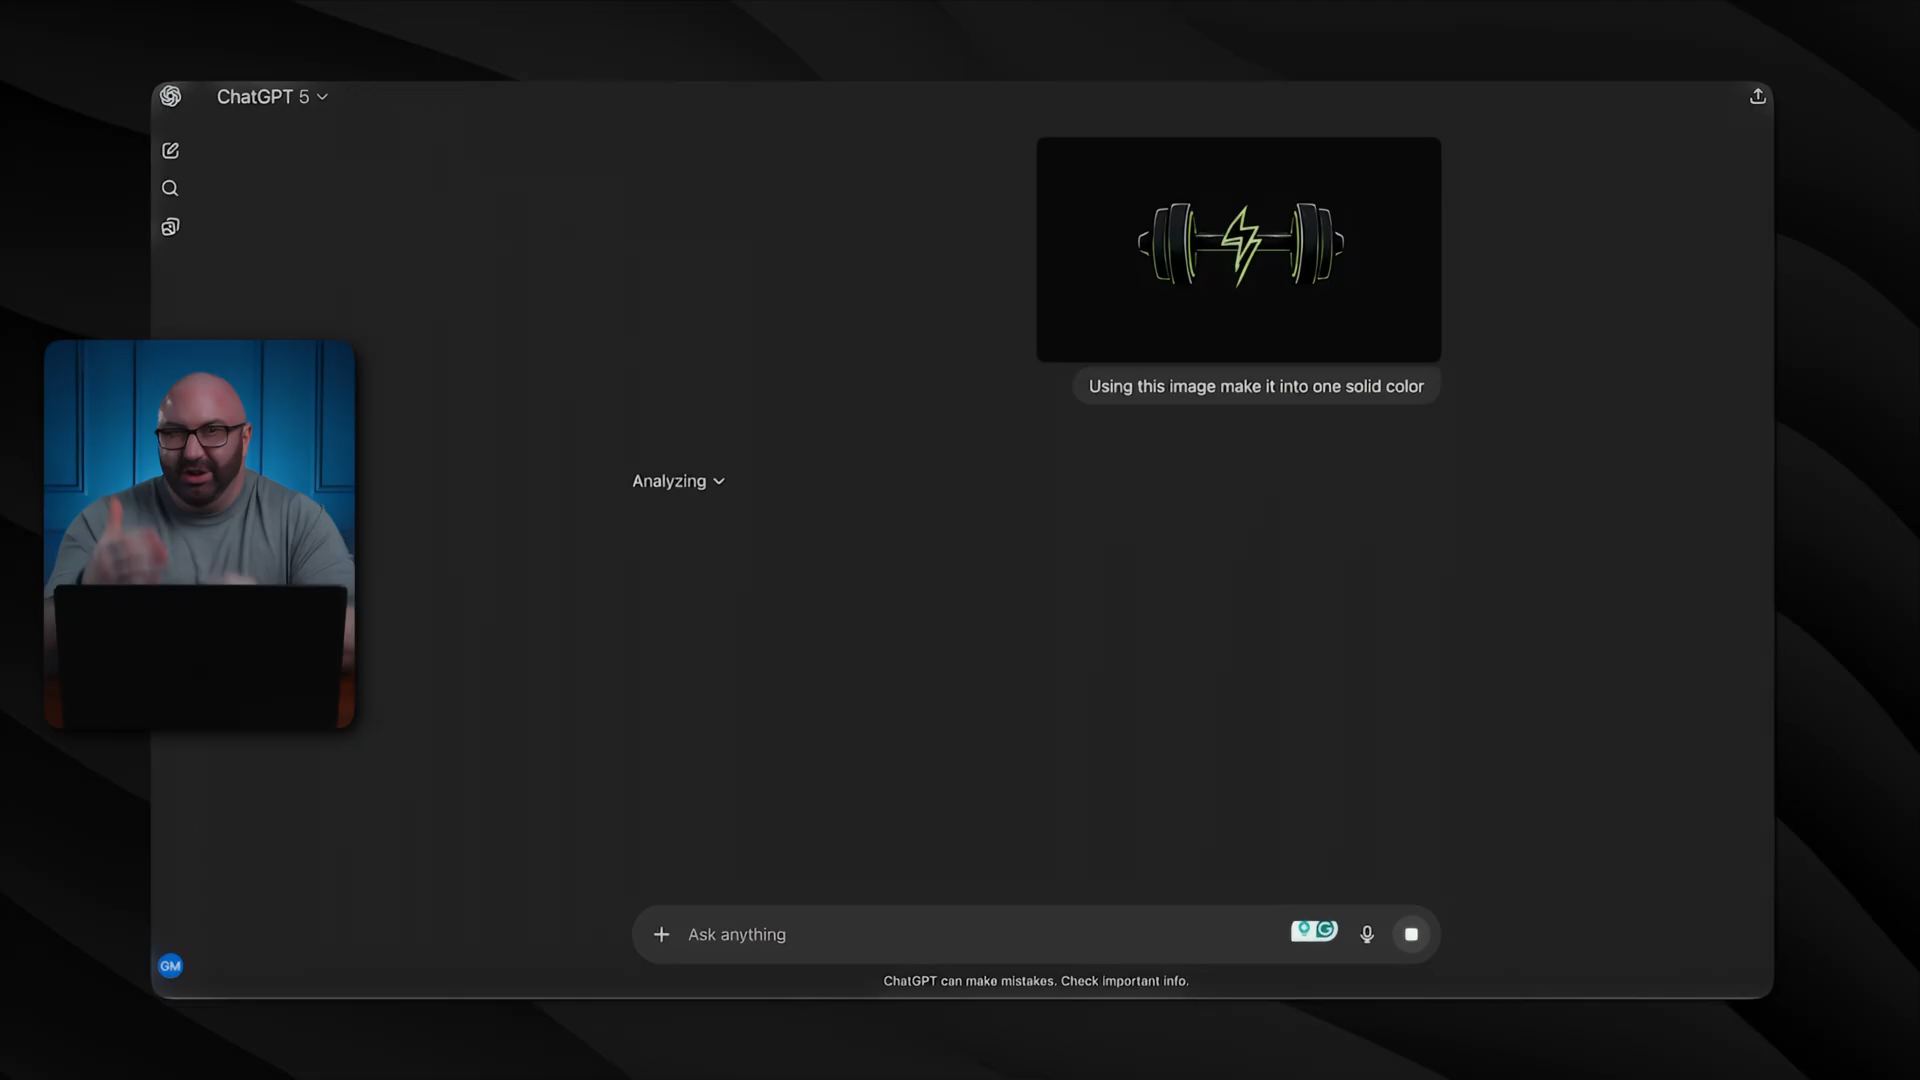 ChatGPT 5
Using this image make it into one solid color
Analyzing
Ask anything
GM
ChatGPT can make mistakes. Check important info.